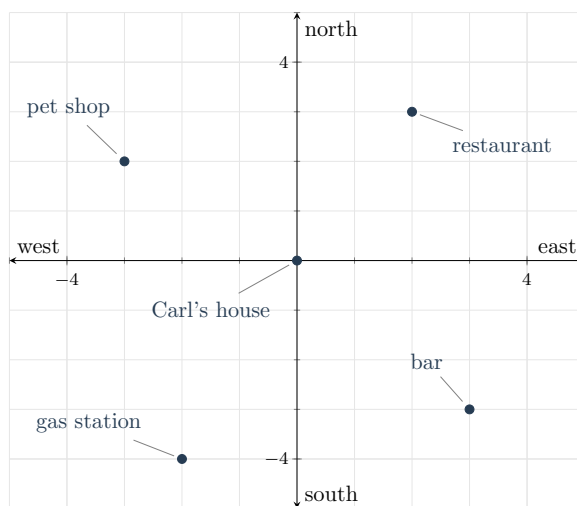 north
4
pet shop
restaurant
west
east
−4
4
Carl's house
bar
gas station
−4
south